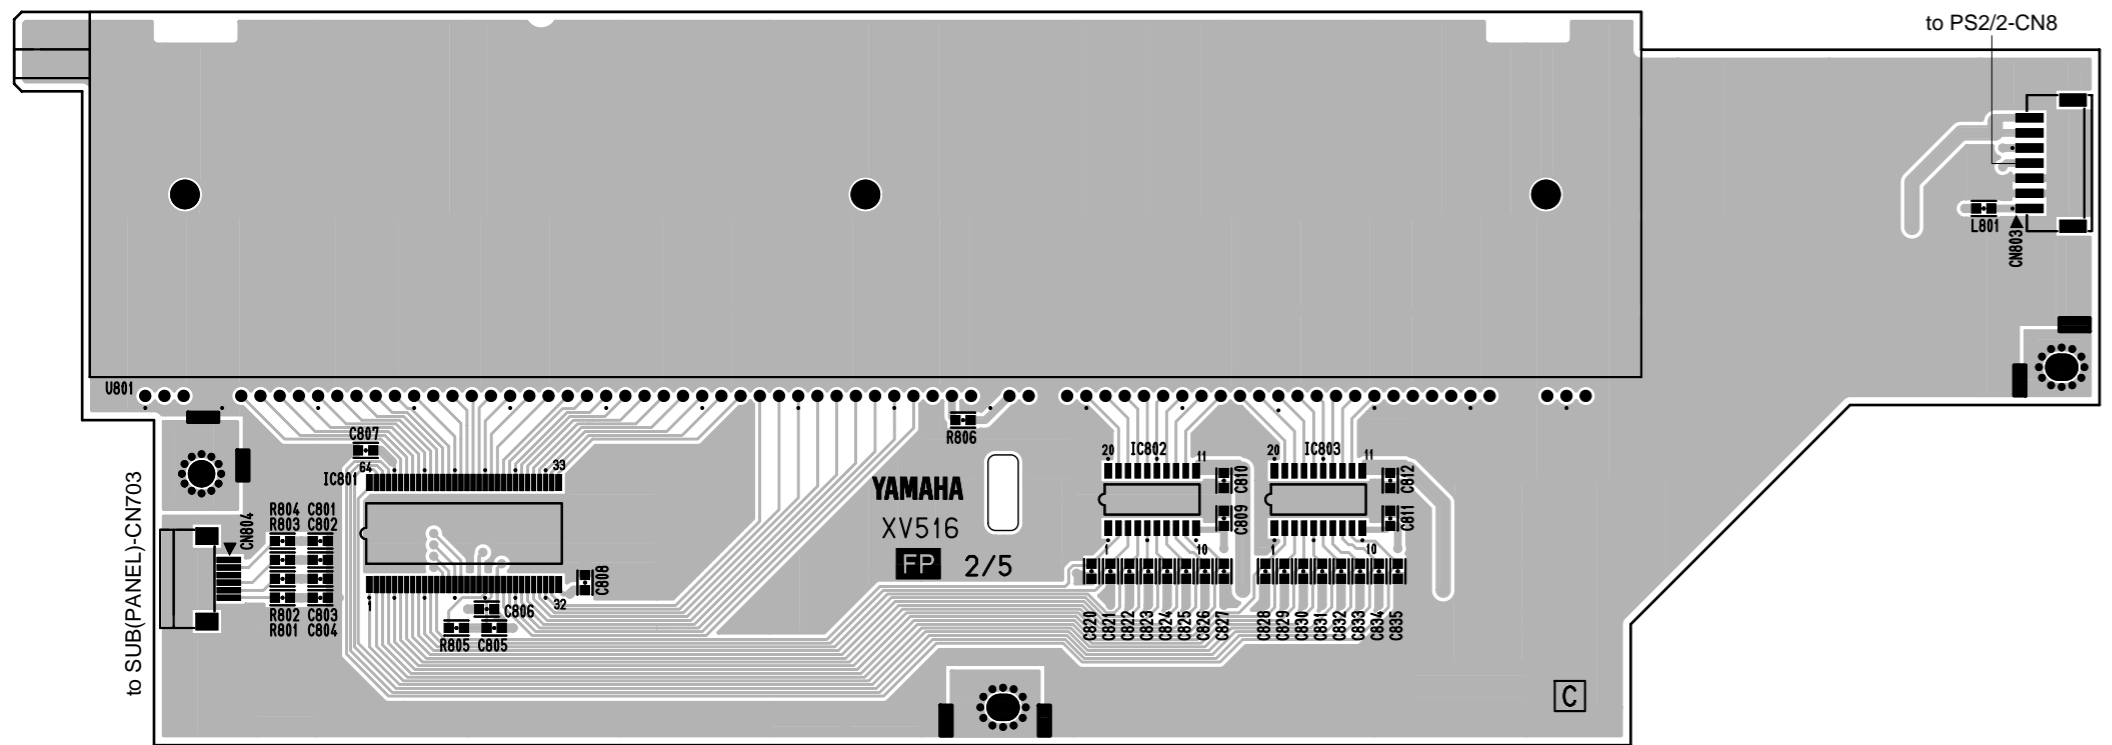 to PS2/2-CN8
L801
CN803
U801
C807
64
33
IC801
R806
20
IC802
11
C810
20
IC803
11
C812
to SUB(PANEL)-CN703
CN804
R804 C801
R803 C802
YAMAHA
XV516
FP 2/5
C809
C811
1
10
1
10
R802 C803
R801 C804
1
32
C808
C806
R805 C805
C820
C821
C822
C823
C824
C825
C826
C827
C828
C829
C830
C831
C832
C833
C834
C835
C